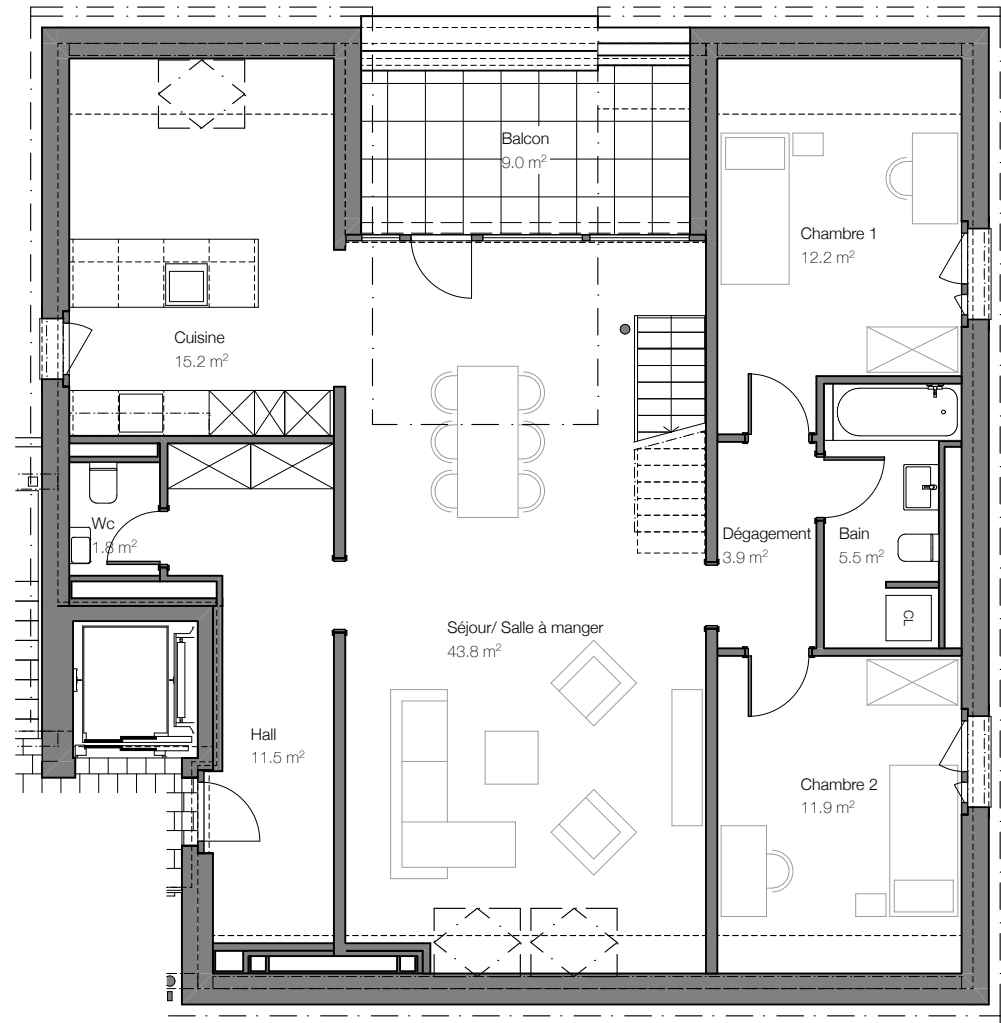 Balcon
9.0 m²
Chambre 1
12.2 m²
Cuisine
15.2 m²
Wc
1.8 m²
Dégagement
3.9 m²
Bain
5.5 m²
CL
Séjour/ Salle à manger
43.8 m²
Hall
11.5 m²
Chambre 2
11.9 m²